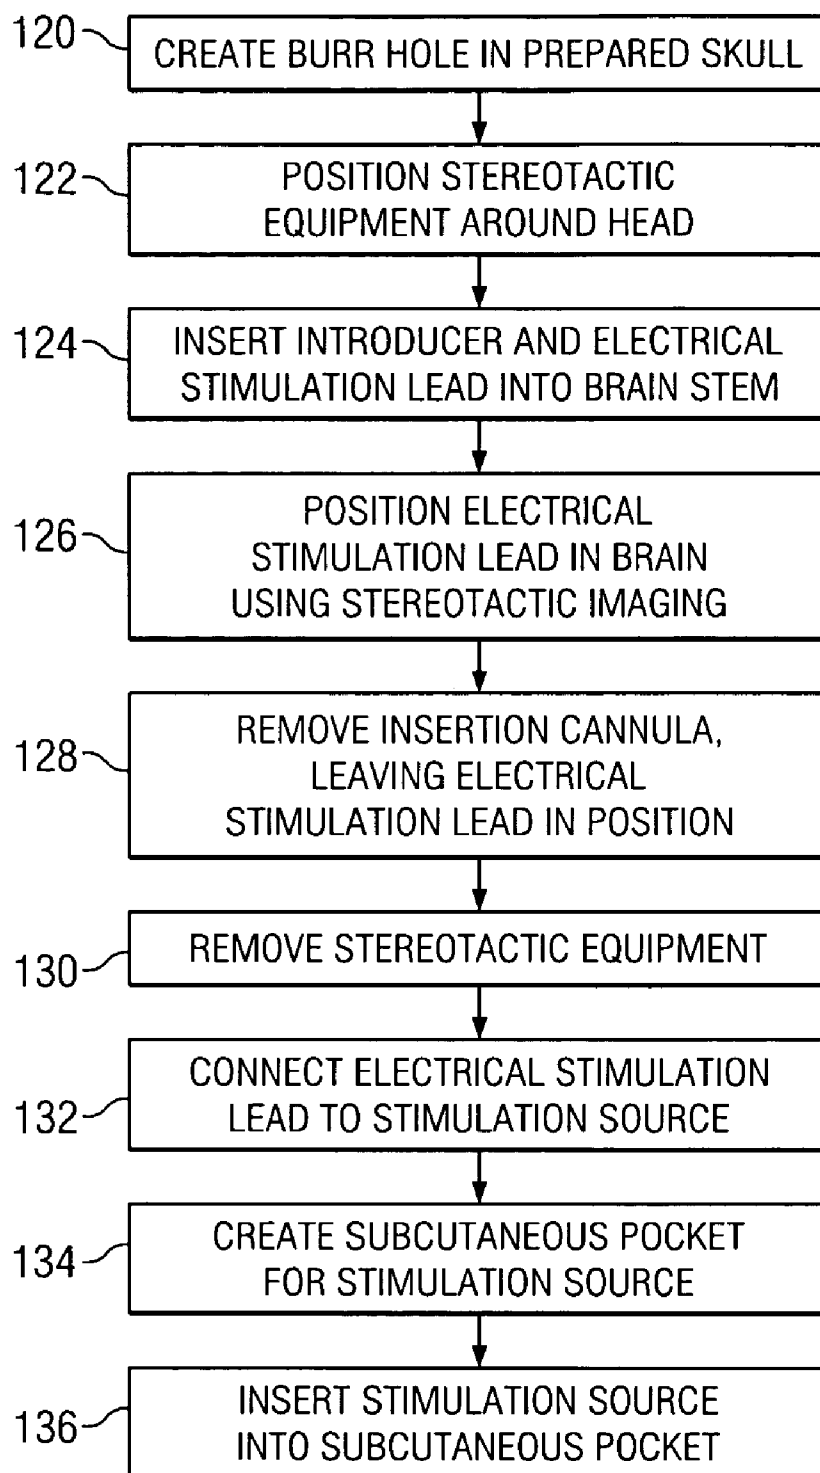 120
CREATE BURR HOLE IN PREPARED SKULL
122
POSITION STEREOTACTIC
EQUIPMENT AROUND HEAD
124
INSERT INTRODUCER AND ELECTRICAL
STIMULATION LEAD INTO BRAIN STEM
126
POSITION ELECTRICAL
STIMULATION LEAD IN BRAIN
USING STEREOTACTIC IMAGING
128
REMOVE INSERTION CANNULA,
LEAVING ELECTRICAL
STIMULATION LEAD IN POSITION
130
REMOVE STEREOTACTIC EQUIPMENT
132
CONNECT ELECTRICAL STIMULATION
LEAD TO STIMULATION SOURCE
134
CREATE SUBCUTANEOUS POCKET
FOR STIMULATION SOURCE
136
INSERT STIMULATION SOURCE
INTO SUBCUTANEOUS POCKET